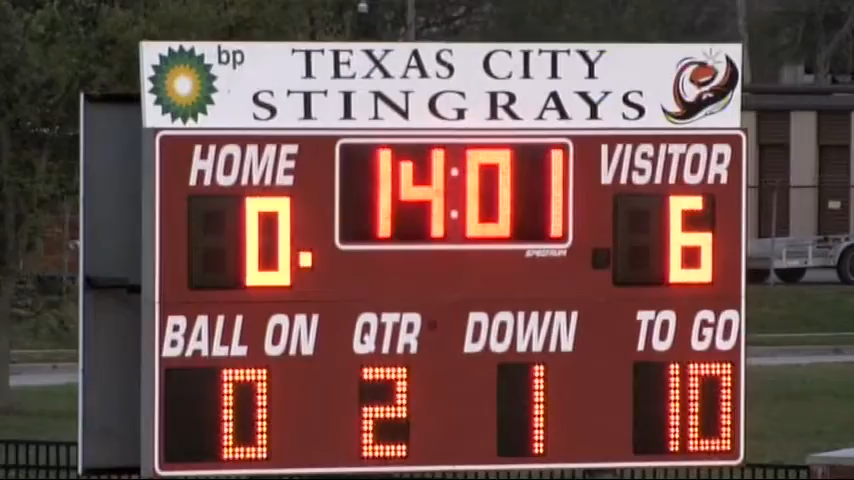 bp TEXAS CITY
STINGRAYS
HOME 14:01 VISITOR
0 6
SPECTRUM
BALL ON QTR DOWN TO GO
0 2 1 10